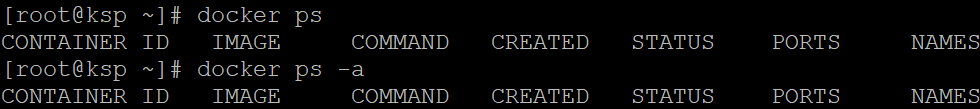 [root@ksp ~]# docker ps
CONTAINER ID   IMAGE     COMMAND   CREATED   STATUS    PORTS     NAMES
[root@ksp ~]# docker ps -a
CONTAINER ID   IMAGE     COMMAND   CREATED   STATUS    PORTS     NAMES